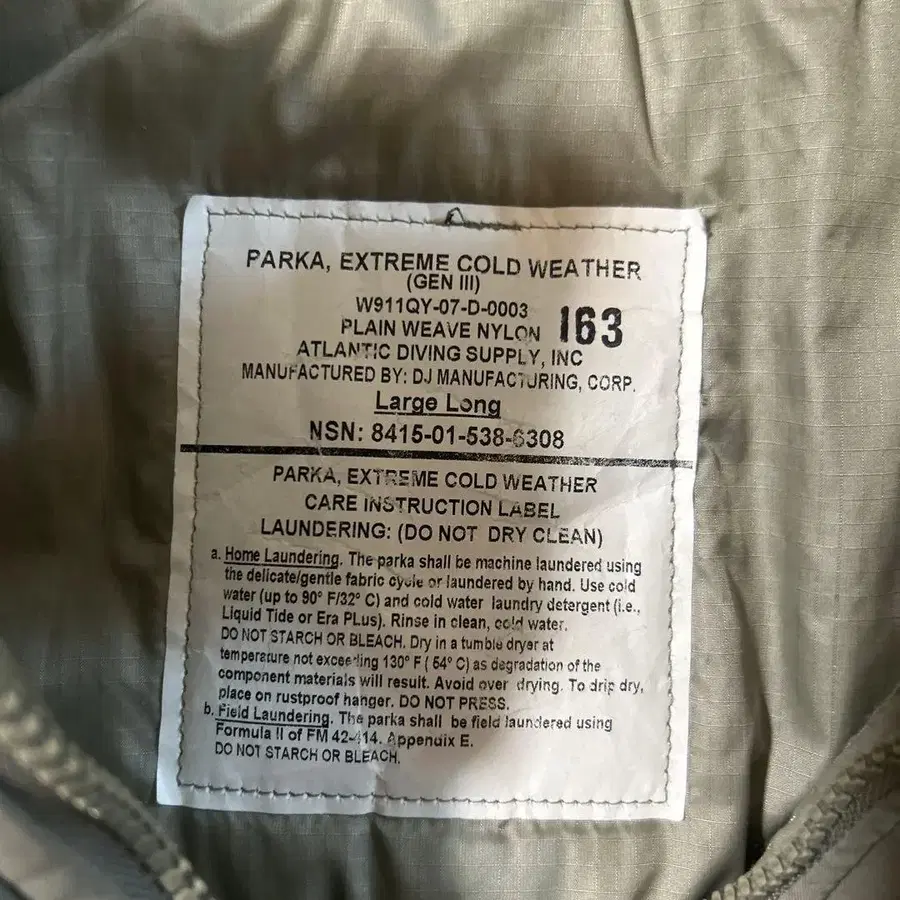 PARKA, EXTREME COLD WEATHER
(GEN III)
W911QY-07-D-0003
PLAIN WEAVE NYLON 163
ATLANTIC DIVING SUPPLY, INC
MANUFACTURED BY: DJ MANUFACTURING, CORP.
Large Long
NSN: 8415-01-538-6308
PARKA, EXTREME COLD WEATHER
CARE INSTRUCTION LABEL
LAUNDERING: (DO NOT DRY CLEAN)
a. Home Laundering. The parka shall be machine laundered using
the delicate/gentle fabric cycle or laundered by hand. Use cold
water (up to 90° F/32° C) and cold water laundry detergent (i.e.,
Liquid Tide or Era PLus). Rinse in clean, cold water.
DO NOT STARCH OR BLEACH. Dry in a tumble dryer at
temperature not exceeding 130° F ( 54° C) as degradation of the
component materials will result. Avoid over drying. To drip dry,
place on rustproof hanger. DO NOT PRESS.
b. Field Laundering. The parka shall be field laundered using
Formula II of FM 42-414. Appendix E.
DO NOT STARCH OR BLEACH.